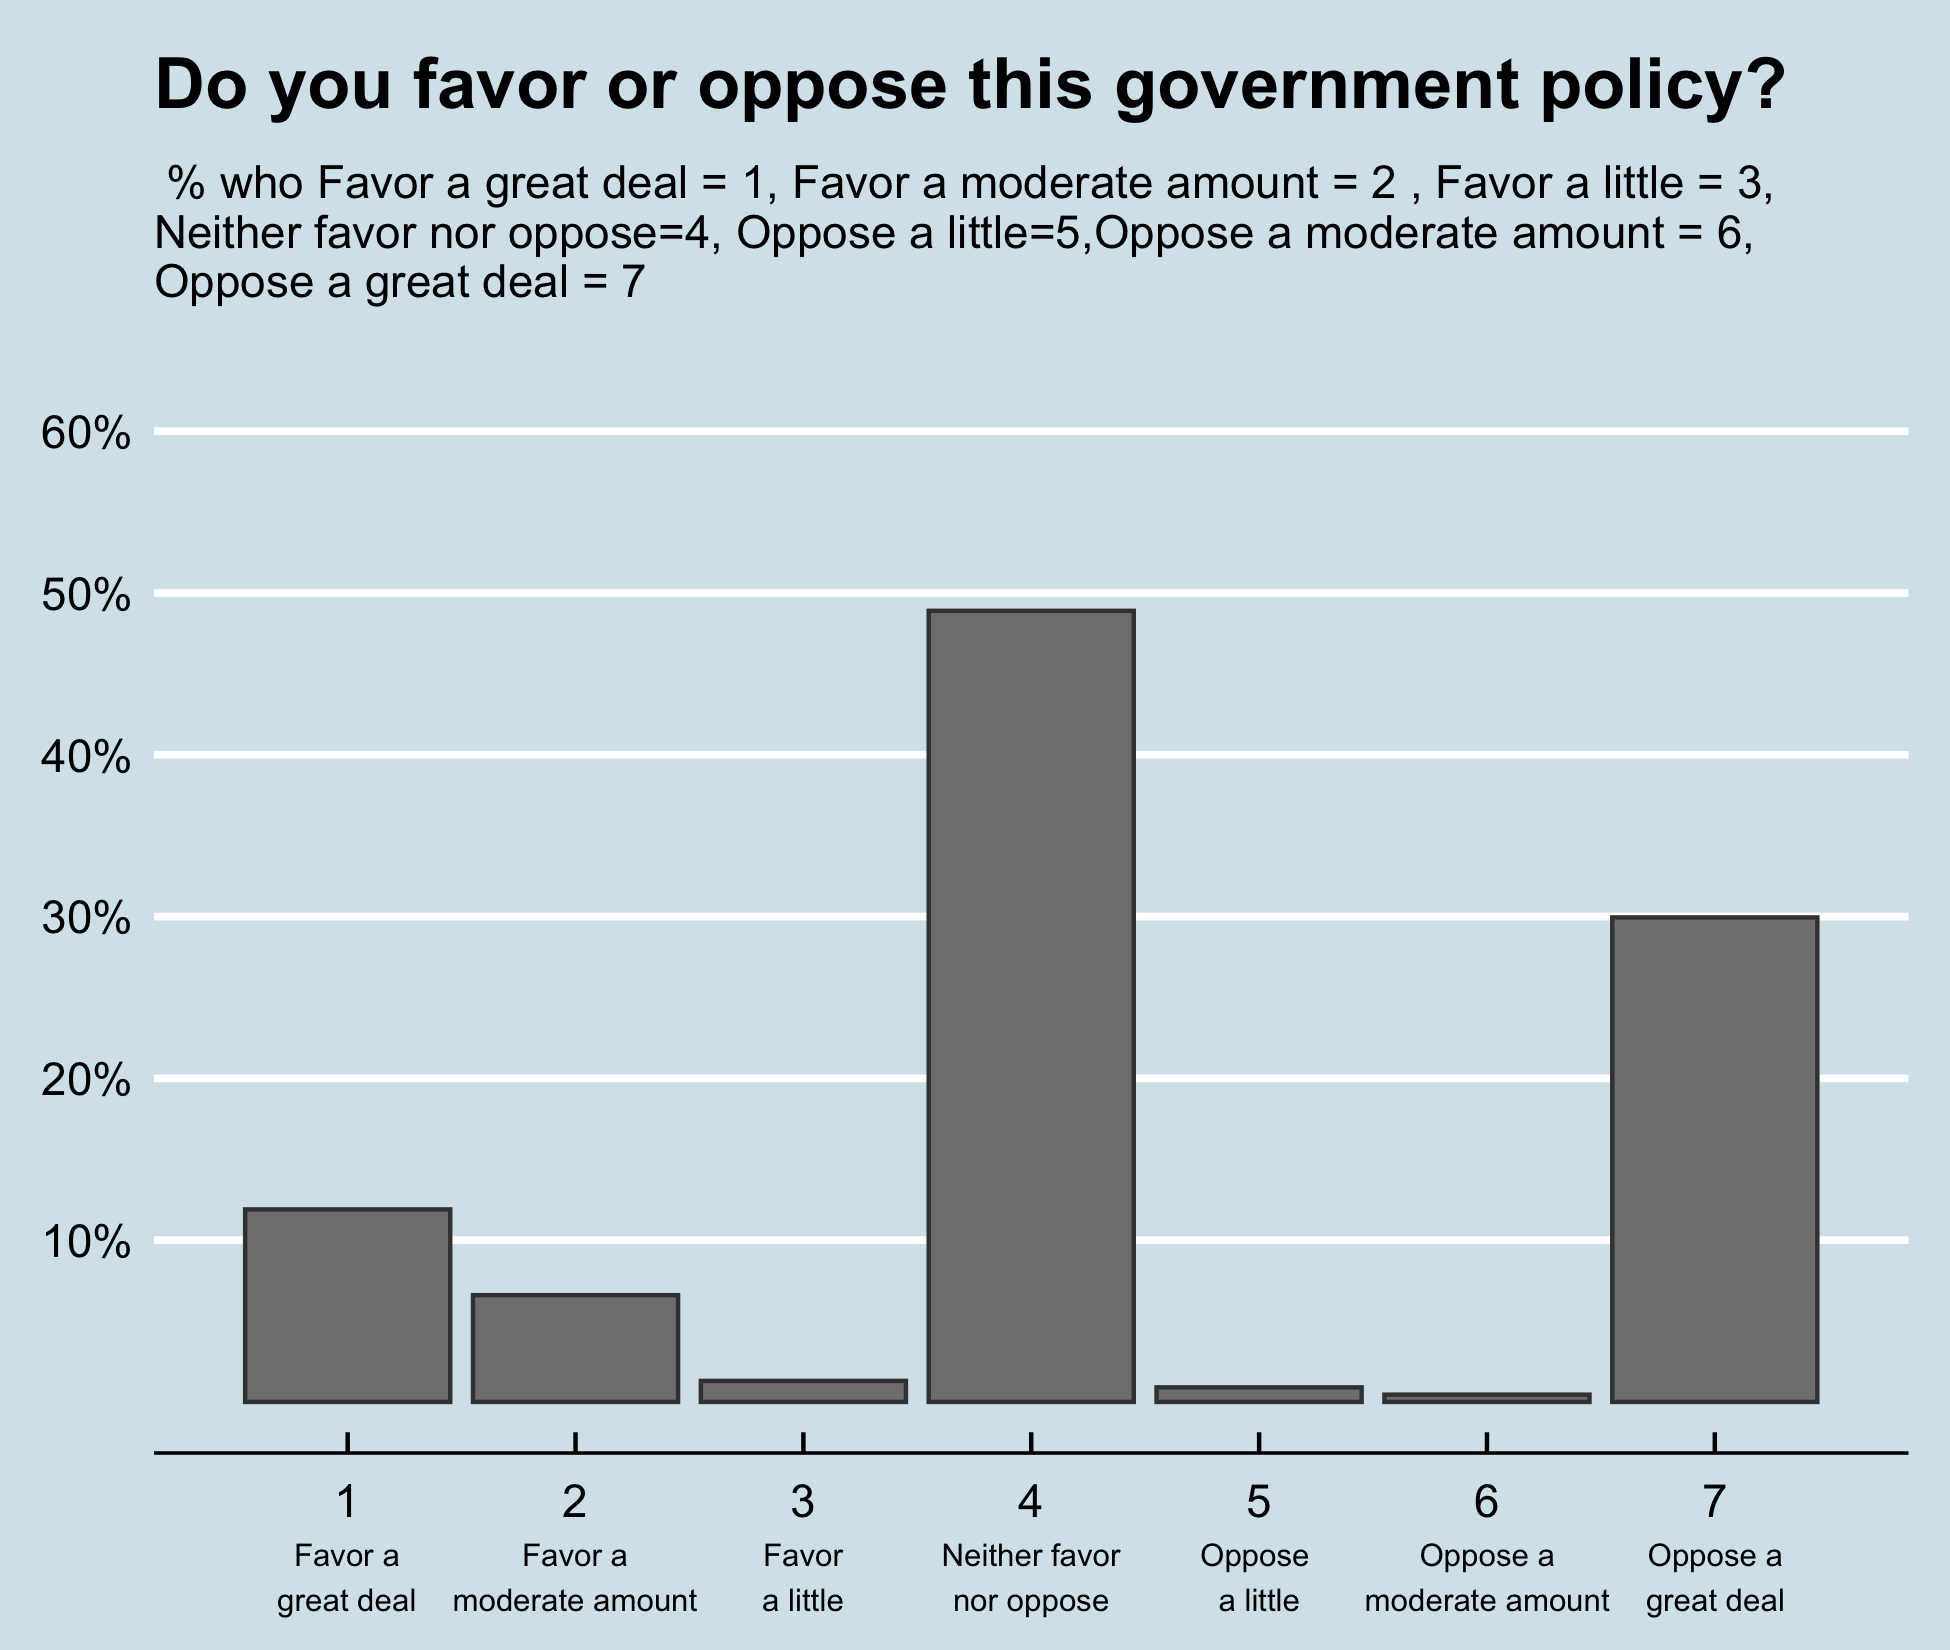 Do you favor or oppose this government policy?
% who Favor a great deal = 1, Favor a moderate amount = 2 , Favor a little = 3,
Neither favor nor oppose=4, Oppose a little=5,Oppose a moderate amount = 6,
Oppose a great deal = 7
60%
50%
40%
30%
20%
10%
1 2 3 4 5 6 7
Favor a Favor a Favor Neither favor Oppose Oppose a Oppose a
great deal moderate amount a little nor oppose a little moderate amount great deal